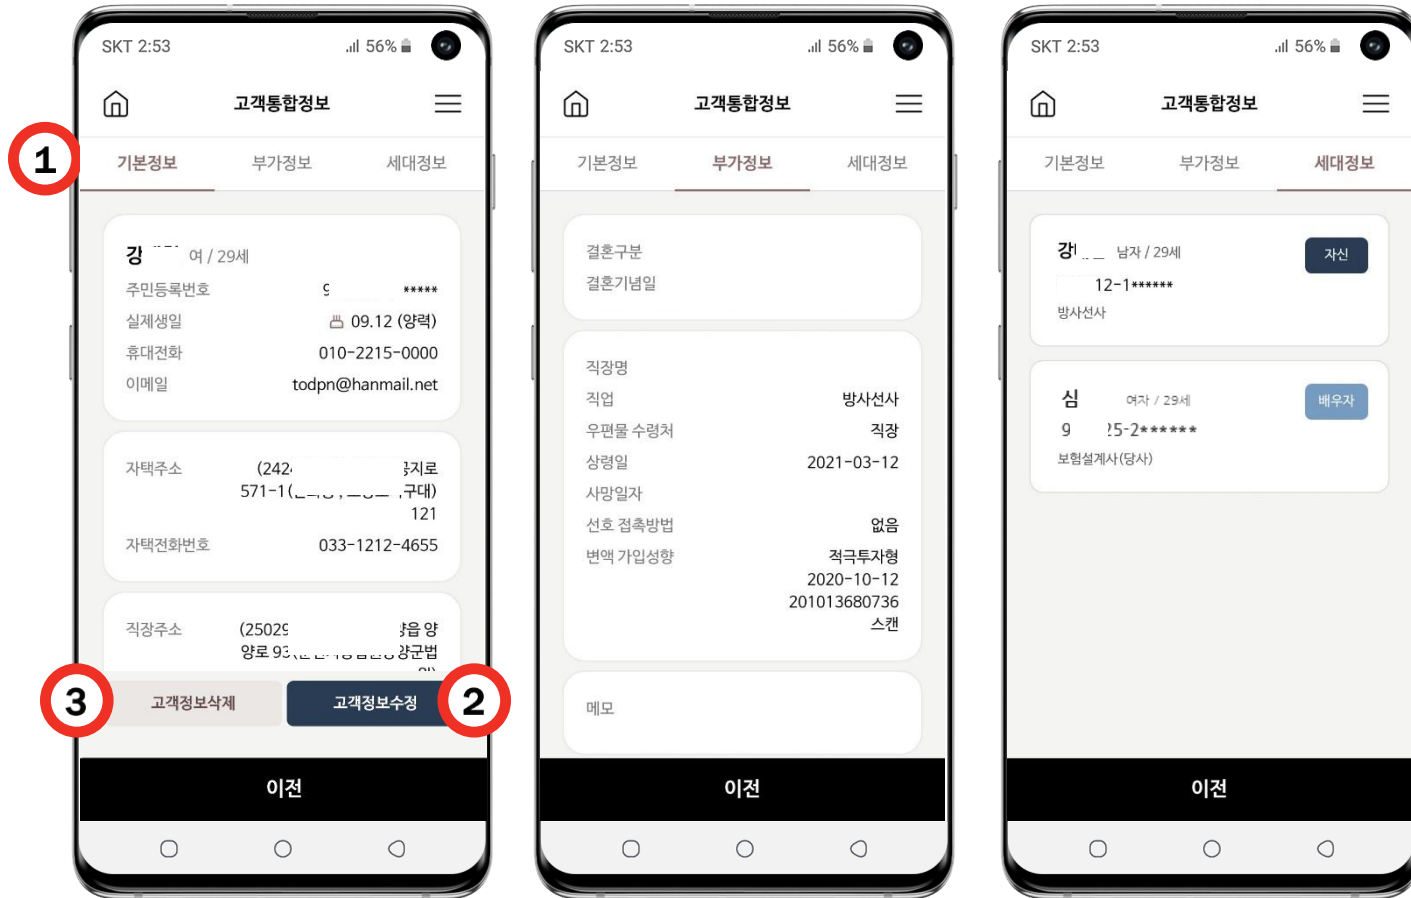 SKT 2:53
56%
고객통합정보
1
기본정보 부가정보 세대정보
강 여 / 29세
주민등록번호 9 *****
실제생일 09.12 (양력)
휴대전화 010-2215-0000
이메일 todpn@hanmail.net
자택주소 (242 공지로
571-1( 구대)
121
자택전화번호 033-1212-4655
직장주소 (25029 양읍 양
양로 93 양군법
3
고객정보삭제
고객정보수정
2
이전
SKT 2:53
56%
고객통합정보
기본정보 부가정보 세대정보
결혼구분
결혼기념일
직장명
직업 방사선사
우편물 수령처 직장
상령일 2021-03-12
사망일자
선호 접촉방법 없음
변액 가입성향 적극투자형
2020-10-12
201013680736
스캔
메모
이전
SKT 2:53
56%
고객통합정보
기본정보 부가정보 세대정보
강 남자 / 29세
자신
12-1******
방사선사
심 여자 / 29세
배우자
9 25-2******
보험설계사(당사)
이전